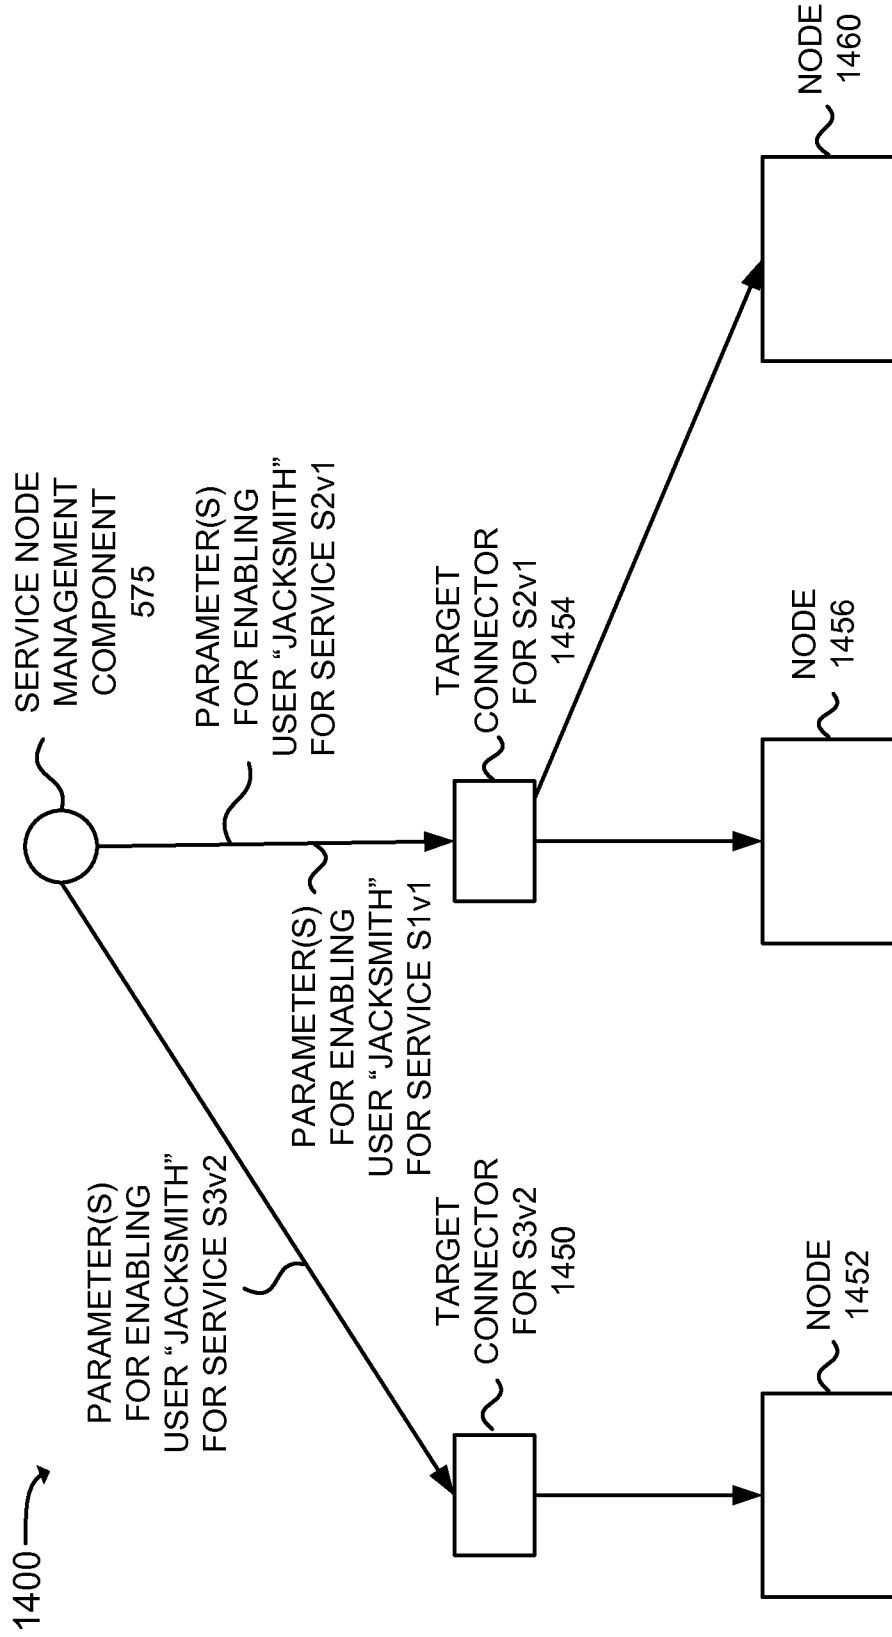 1400
SERVICE NODE
MANAGEMENT
COMPONENT
575
PARAMETER(S)
FOR ENABLING
USER “JACKSMITH”
FOR SERVICE S3v2
PARAMETER(S)
FOR ENABLING
USER “JACKSMITH”
FOR SERVICE S1v1
PARAMETER(S)
FOR ENABLING
USER “JACKSMITH”
FOR SERVICE S2v1
TARGET
CONNECTOR
FOR S3v2
1450
TARGET
CONNECTOR
FOR S2v1
1454
NODE
1452
NODE
1456
NODE
1460